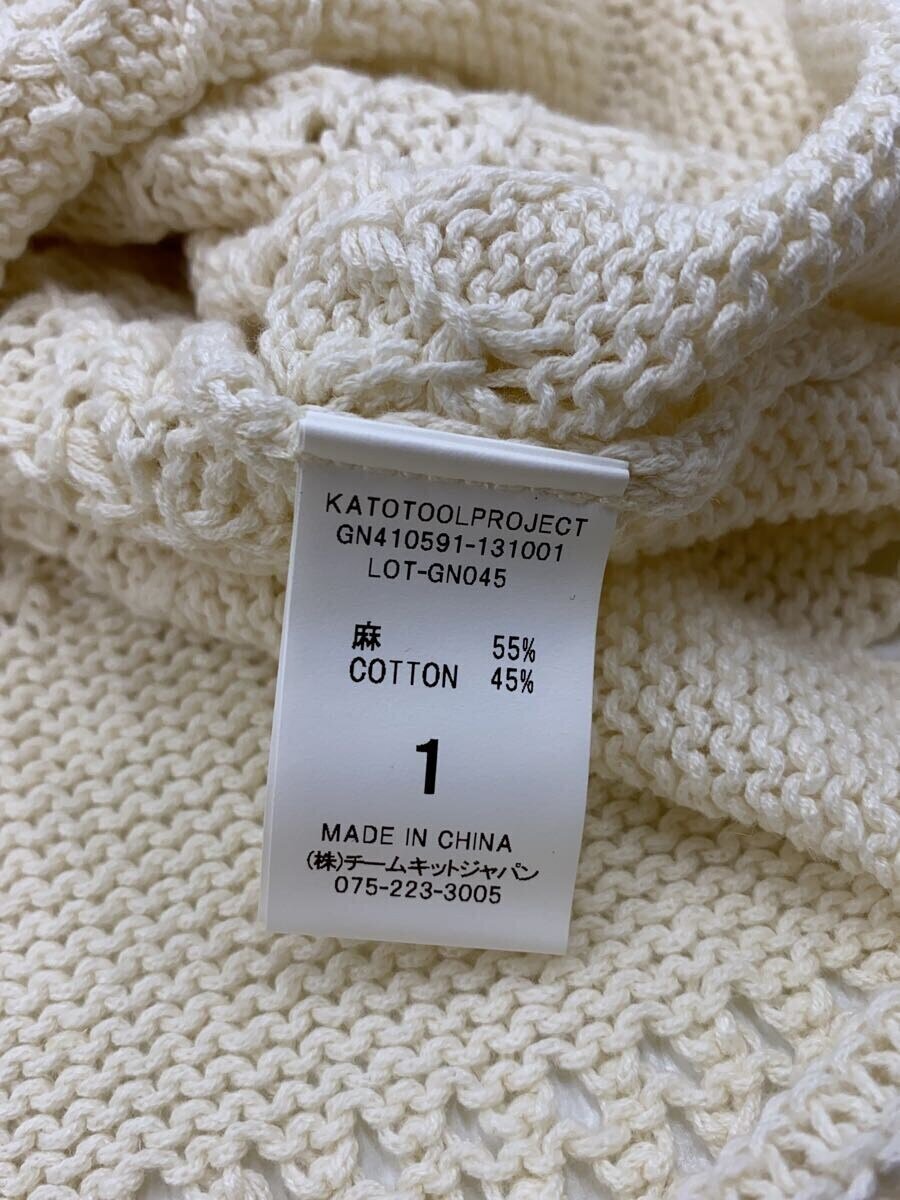 KATOTOOLPROJECT
GN410591-131001
LOT-GN045
麻 55%
COTTON 45%
1
MADE IN CHINA
(株)チームキットジャパン
075-223-3005